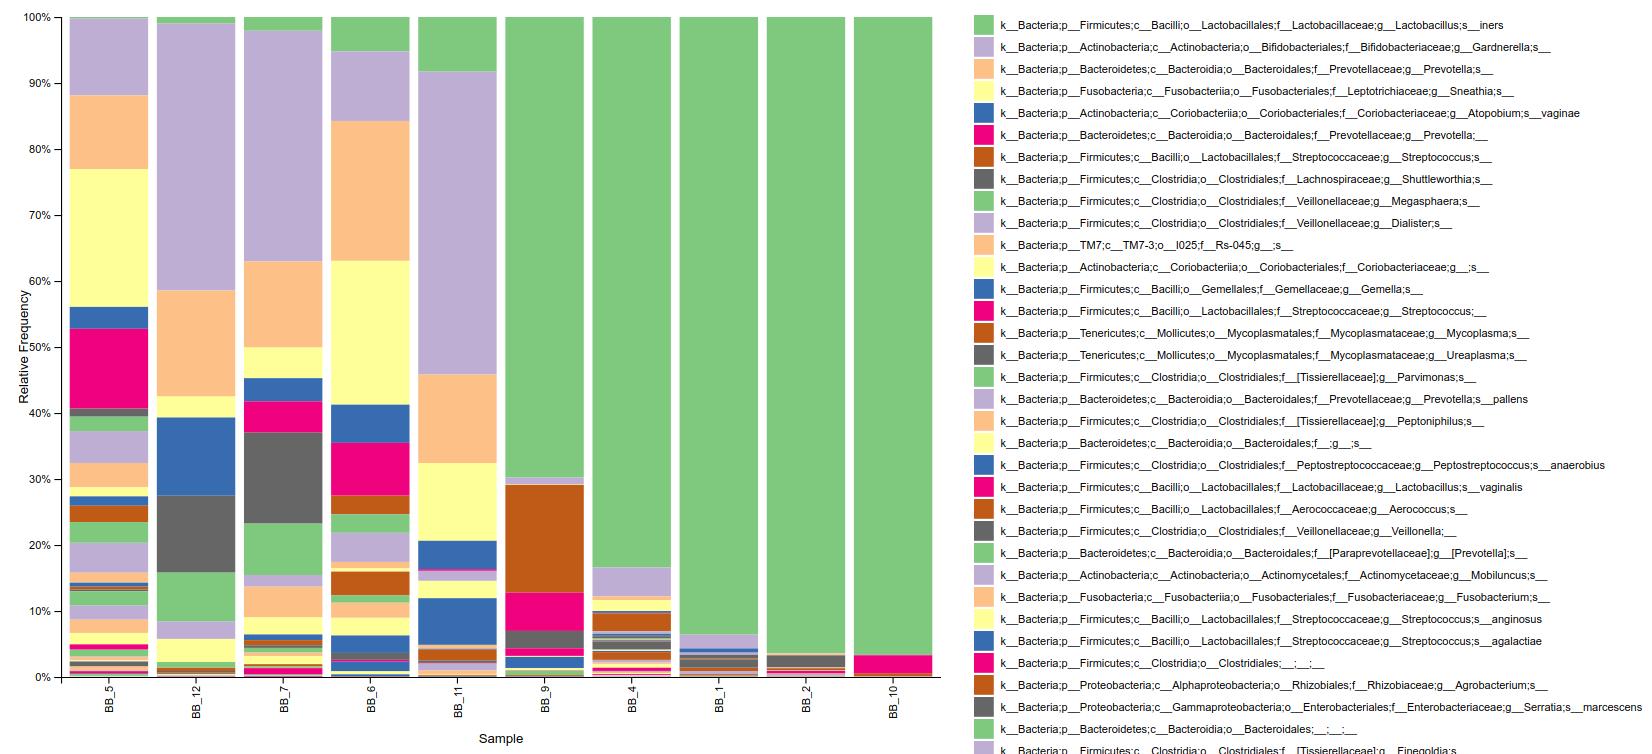 100%
90%
80%
70%
60%
50%
40%
30%
20%
10%
0%
Relative Frequency
BB_5
BB_12
BB_7
BB_6
BB_11
BB_9
BB_4
BB_1
BB_2
BB_10
Sample
k__Bacteria;p__Firmicutes;c__Bacilli;o__Lactobacillales;f__Lactobacillaceae;g__Lactobacillus;s__iners
k__Bacteria;p__Actinobacteria;c__Actinobacteria;o__Bifidobacteriales;f__Bifidobacteriaceae;g__Gardnerella;s__
k__Bacteria;p__Bacteroidetes;c__Bacteroidia;o__Bacteroidales;f__Prevotellaceae;g__Prevotella;s__
k__Bacteria;p__Fusobacteria;c__Fusobacteriia;o__Fusobacteriales;f__Leptotrichiaceae;g__Sneathia;s__
k__Bacteria;p__Actinobacteria;c__Coriobacteriia;o__Coriobacteriales;f__Coriobacteriaceae;g__Atopobium;s__vaginae
k__Bacteria;p__Bacteroidetes;c__Bacteroidia;o__Bacteroidales;f__Prevotellaceae;g__Prevotella;__
k__Bacteria;p__Firmicutes;c__Bacilli;o__Lactobacillales;f__Streptococcaceae;g__Streptococcus;s__
k__Bacteria;p__Firmicutes;c__Clostridia;o__Clostridiales;f__Lachnospiraceae;g__Shuttleworthia;s__
k__Bacteria;p__Firmicutes;c__Clostridia;o__Clostridiales;f__Veillonellaceae;g__Megasphaera;s__
k__Bacteria;p__Firmicutes;c__Clostridia;o__Clostridiales;f__Veillonellaceae;g__Dialister;s__
k__Bacteria;p__TM7;c__TM7-3;o__I025;f__Rs-045;g__;s__
k__Bacteria;p__Actinobacteria;c__Coriobacteriia;o__Coriobacteriales;f__Coriobacteriaceae;g__;s__
k__Bacteria;p__Firmicutes;c__Bacilli;o__Gemellales;f__Gemellaceae;g__Gemella;s__
k__Bacteria;p__Firmicutes;c__Bacilli;o__Lactobacillales;f__Streptococcaceae;g__Streptococcus;__
k__Bacteria;p__Tenericutes;c__Mollicutes;o__Mycoplasmatales;f__Mycoplasmataceae;g__Mycoplasma;s__
k__Bacteria;p__Tenericutes;c__Mollicutes;o__Mycoplasmatales;f__Mycoplasmataceae;g__Ureaplasma;s__
k__Bacteria;p__Firmicutes;c__Clostridia;o__Clostridiales;f__[Tissierellaceae];g__Parvimonas;s__
k__Bacteria;p__Bacteroidetes;c__Bacteroidia;o__Bacteroidales;f__Prevotellaceae;g__Prevotella;s__pallens
k__Bacteria;p__Firmicutes;c__Clostridia;o__Clostridiales;f__[Tissierellaceae];g__Peptoniphilus;s__
k__Bacteria;p__Bacteroidetes;c__Bacteroidia;o__Bacteroidales;f__;g__;s__
k__Bacteria;p__Firmicutes;c__Clostridia;o__Clostridiales;f__Peptostreptococcaceae;g__Peptostreptococcus;s__anaerobius
k__Bacteria;p__Firmicutes;c__Bacilli;o__Lactobacillales;f__Lactobacillaceae;g__Lactobacillus;s__vaginalis
k__Bacteria;p__Firmicutes;c__Bacilli;o__Lactobacillales;f__Aerococcaceae;g__Aerococcus;s__
k__Bacteria;p__Firmicutes;c__Clostridia;o__Clostridiales;f__Veillonellaceae;g__Veillonella;__
k__Bacteria;p__Bacteroidetes;c__Bacteroidia;o__Bacteroidales;f__[Paraprevotellaceae];g__[Prevotella];s__
k__Bacteria;p__Actinobacteria;c__Actinobacteria;o__Actinomycetales;f__Actinomycetaceae;g__Mobiluncus;s__
k__Bacteria;p__Fusobacteria;c__Fusobacteriia;o__Fusobacteriales;f__Fusobacteriaceae;g__Fusobacterium;s__
k__Bacteria;p__Firmicutes;c__Bacilli;o__Lactobacillales;f__Streptococcaceae;g__Streptococcus;s__anginosus
k__Bacteria;p__Firmicutes;c__Bacilli;o__Lactobacillales;f__Streptococcaceae;g__Streptococcus;s__agalactiae
k__Bacteria;p__Firmicutes;c__Clostridia;o__Clostridiales;__;__;__
k__Bacteria;p__Proteobacteria;c__Alphaproteobacteria;o__Rhizobiales;f__Rhizobiaceae;g__Agrobacterium;s__
k__Bacteria;p__Proteobacteria;c__Gammaproteobacteria;o__Enterobacteriales;f__Enterobacteriaceae;g__Serratia;s__marcescens
k__Bacteria;p__Bacteroidetes;c__Bacteroidia;o__Bacteroidales;__;__;__
k__Bacteria;p__Firmicutes;c__Clostridia;o__Clostridiales;f__[Tissierellaceae];g__Finegoldia;s